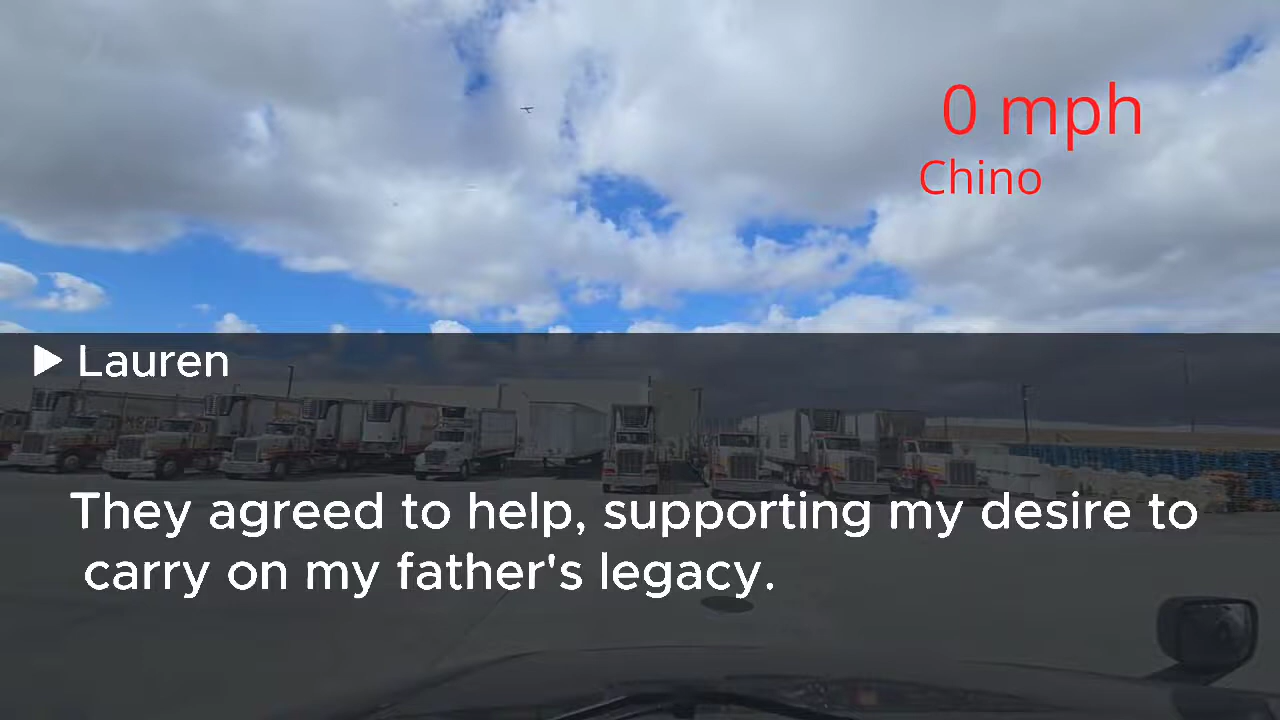 0 mph
Chino
Lauren
They agreed to help, supporting my desire to
carry on my father's legacy.